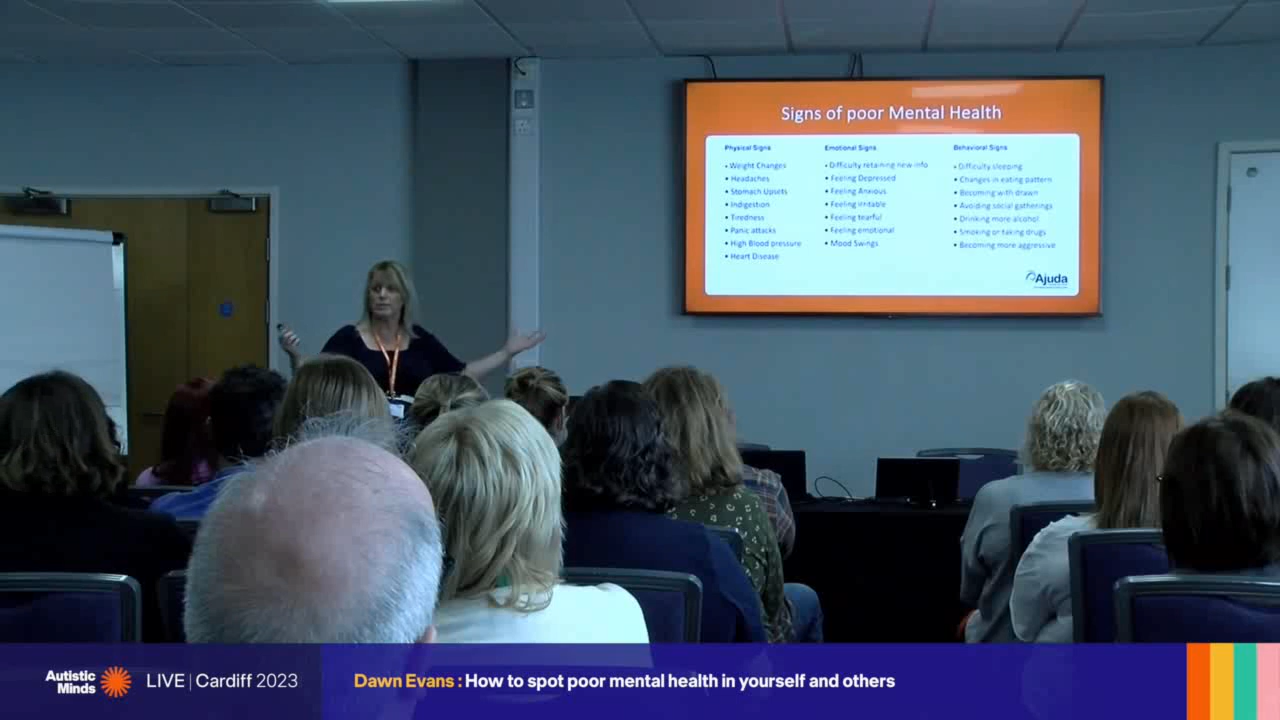 Signs of poor Mental Health
Physical Signs
• Weight Changes
• Headaches
• Stomach Upsets
• Indigestion
• Tiredness
• Panic attacks
• High Blood pressure
• Heart Disease
Emotional Signs
• Difficulty retaining new info
• Feeling Depressed
• Feeling Anxious
• Feeling irritable
• Feeling tearful
• Feeling emotional
• Mood Swings
Behavioral Signs
• Difficulty sleeping
• Changes in eating pattern
• Becoming with drawn
• Avoiding social gatherings
• Drinking more alcohol
• Smoking or taking drugs
• Becoming more aggressive
Ajuda
Autistic
Minds
LIVE | Cardiff 2023
Dawn Evans : How to spot poor mental health in yourself and others